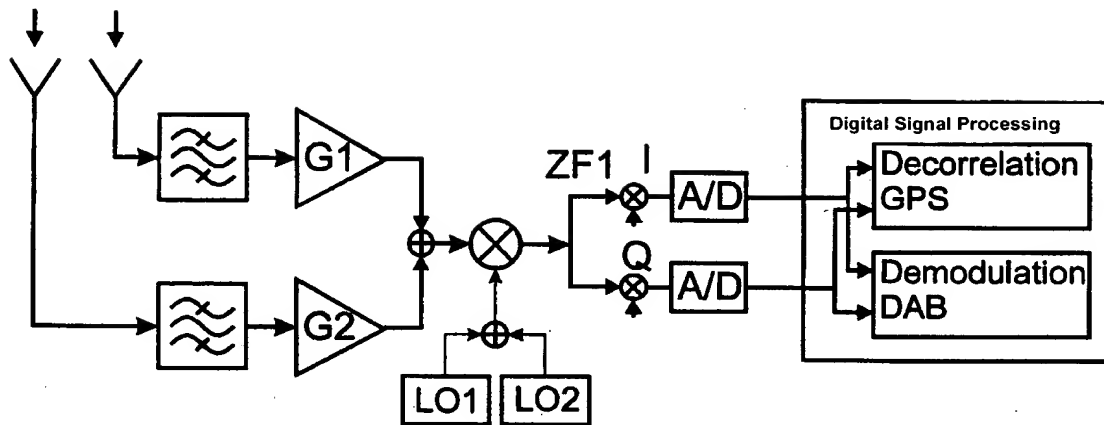 Digital Signal Processing
G1
ZF1 I
A/D
Decorrelation
GPS
Q
A/D
Demodulation
DAB
G2
LO1 LO2